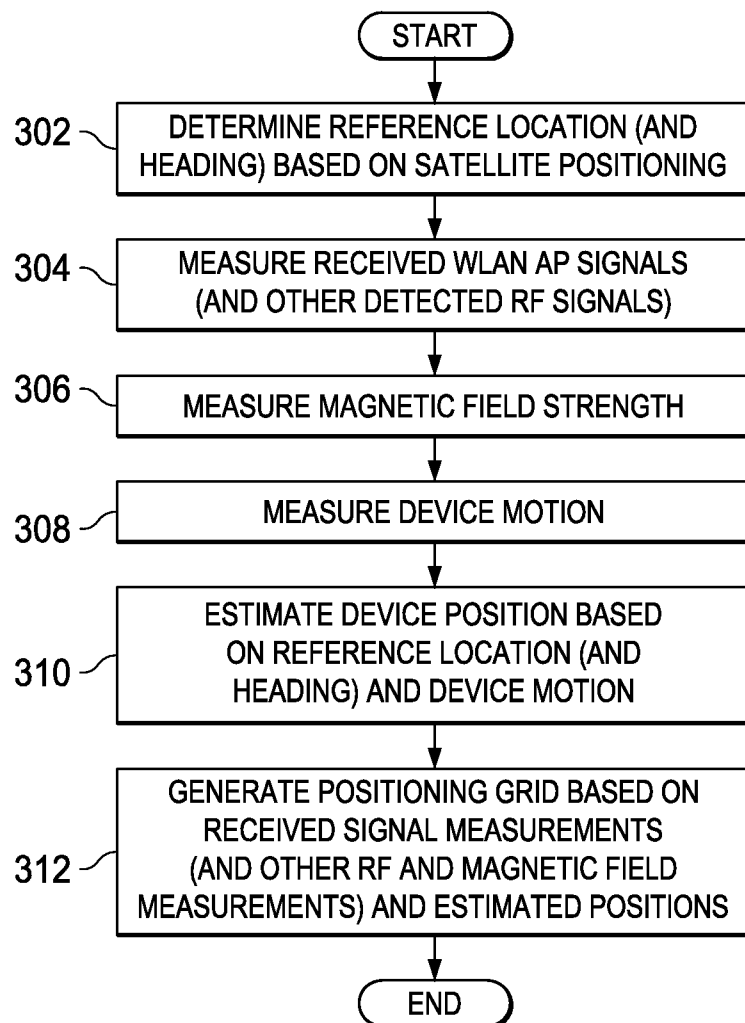 START
302
DETERMINE REFERENCE LOCATION (AND
HEADING) BASED ON SATELLITE POSITIONING
304
MEASURE RECEIVED WLAN AP SIGNALS
(AND OTHER DETECTED RF SIGNALS)
306
MEASURE MAGNETIC FIELD STRENGTH
308
MEASURE DEVICE MOTION
310
ESTIMATE DEVICE POSITION BASED
ON REFERENCE LOCATION (AND
HEADING) AND DEVICE MOTION
312
GENERATE POSITIONING GRID BASED ON
RECEIVED SIGNAL MEASUREMENTS
(AND OTHER RF AND MAGNETIC FIELD
MEASUREMENTS) AND ESTIMATED POSITIONS
END